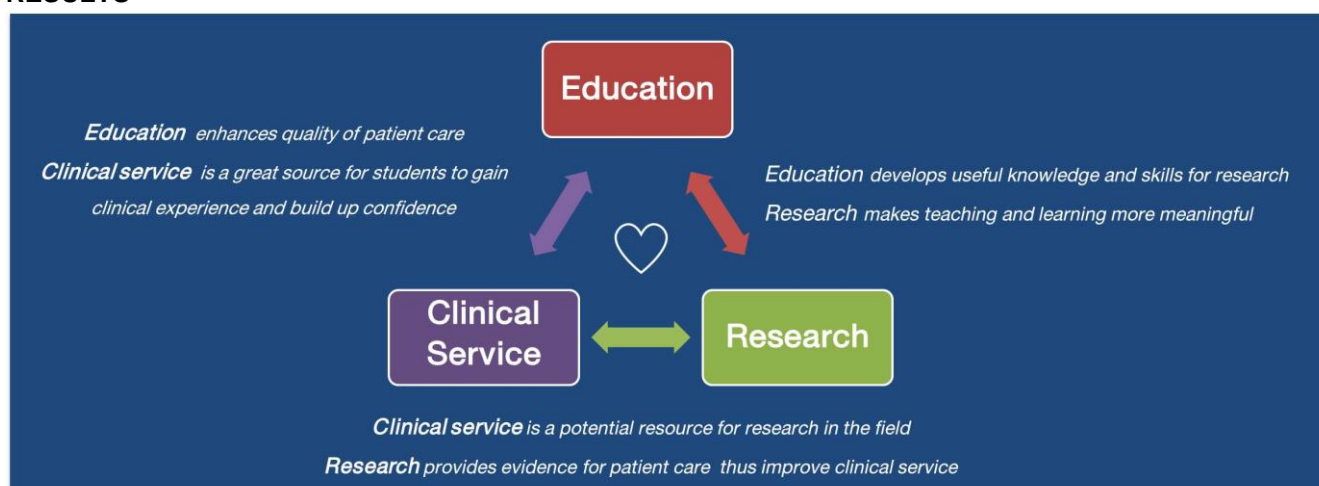 Education
Education enhances quality of patient care
Clinical service is a great source for students to gain
clinical experience and build up confidence
Education develops useful knowledge and skills for research
Research makes teaching and learning more meaningful
Clinical
Service
Research
Clinical service is a potential resource for research in the field
Research provides evidence for patient care thus improve clinical service